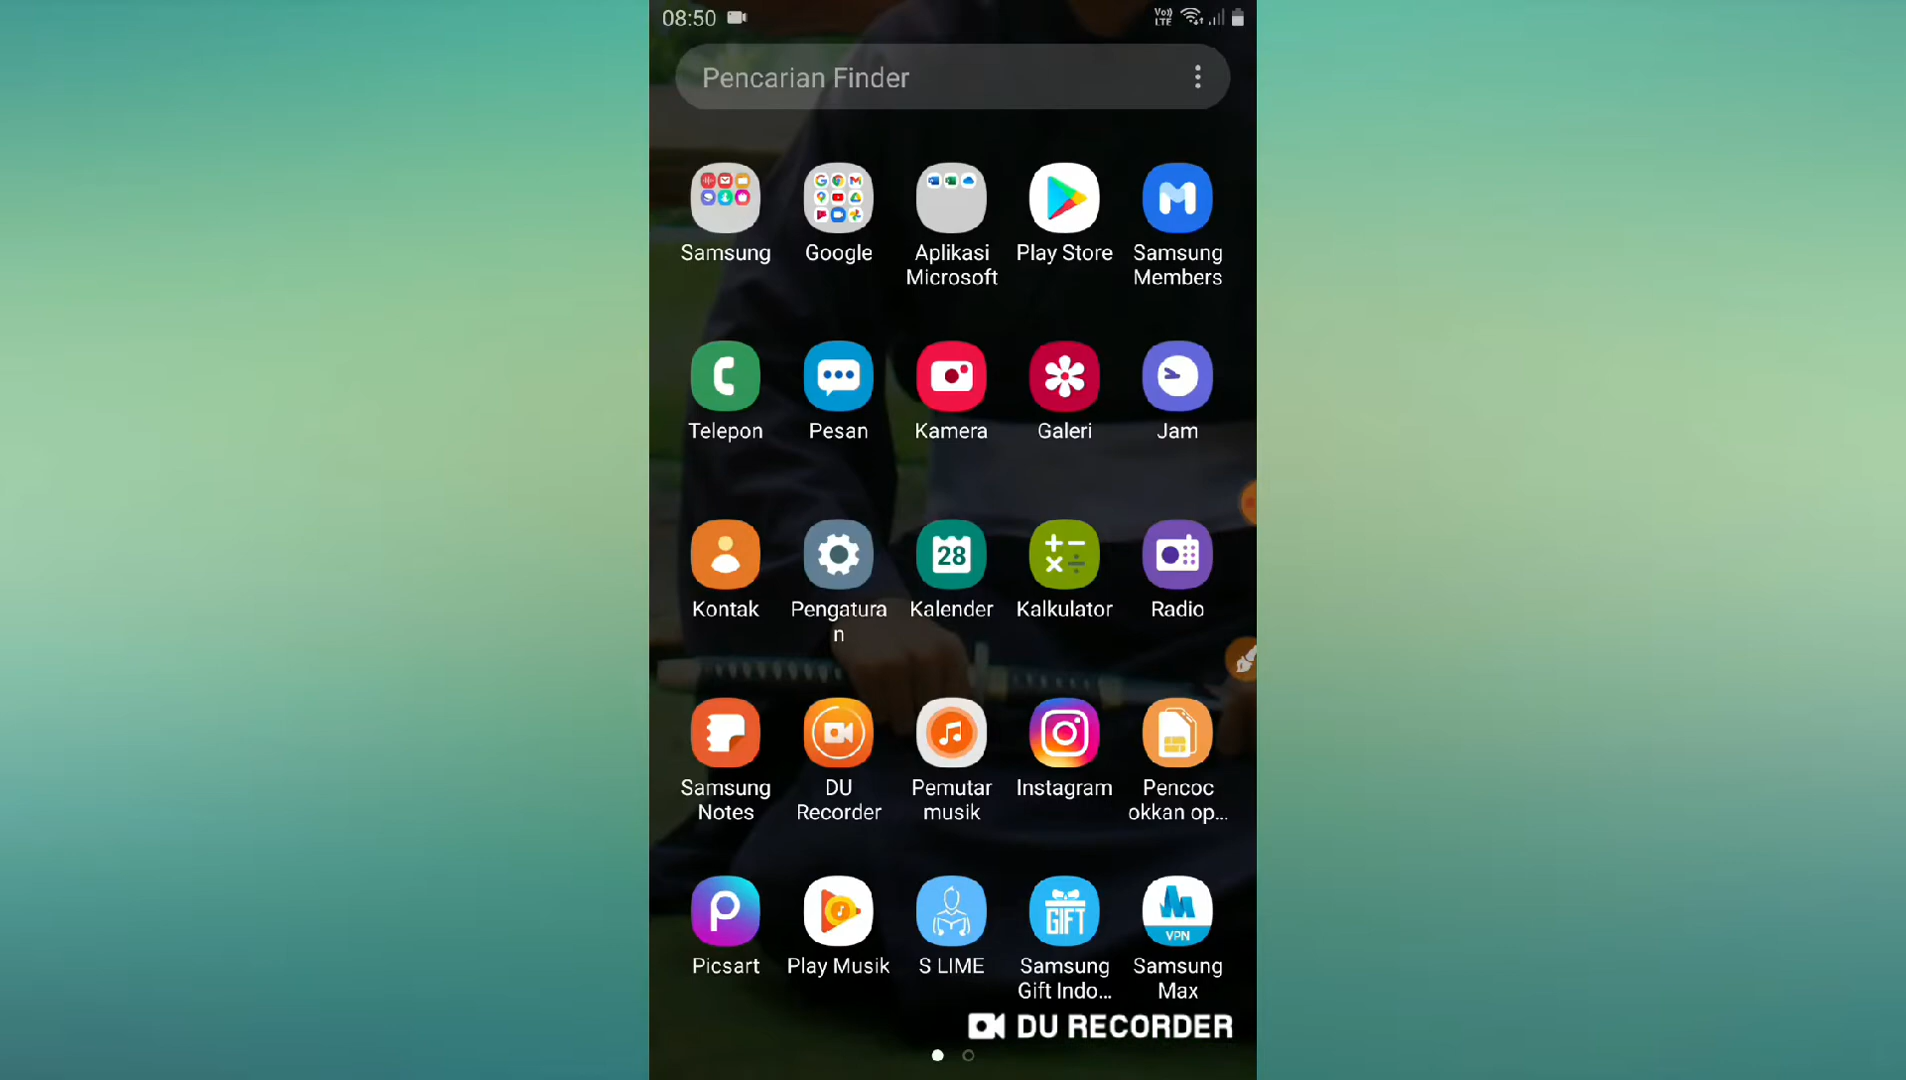 08:50
Vo)) LTE
Pencarian Finder
Samsung
Google
Aplikasi
Microsoft
Play Store
Samsung
Members
Telepon
Pesan
Kamera
Galeri
Jam
Kontak
Pengatura
n
28
Kalender
Kalkulator
Radio
Samsung
Notes
DU
Recorder
Pemutar
musik
Instagram
Pencoc
okkan op...
Picsart
Play Musik
S LIME
GIFT
Samsung
Gift Indo...
VPN
Samsung
Max
DU RECORDER